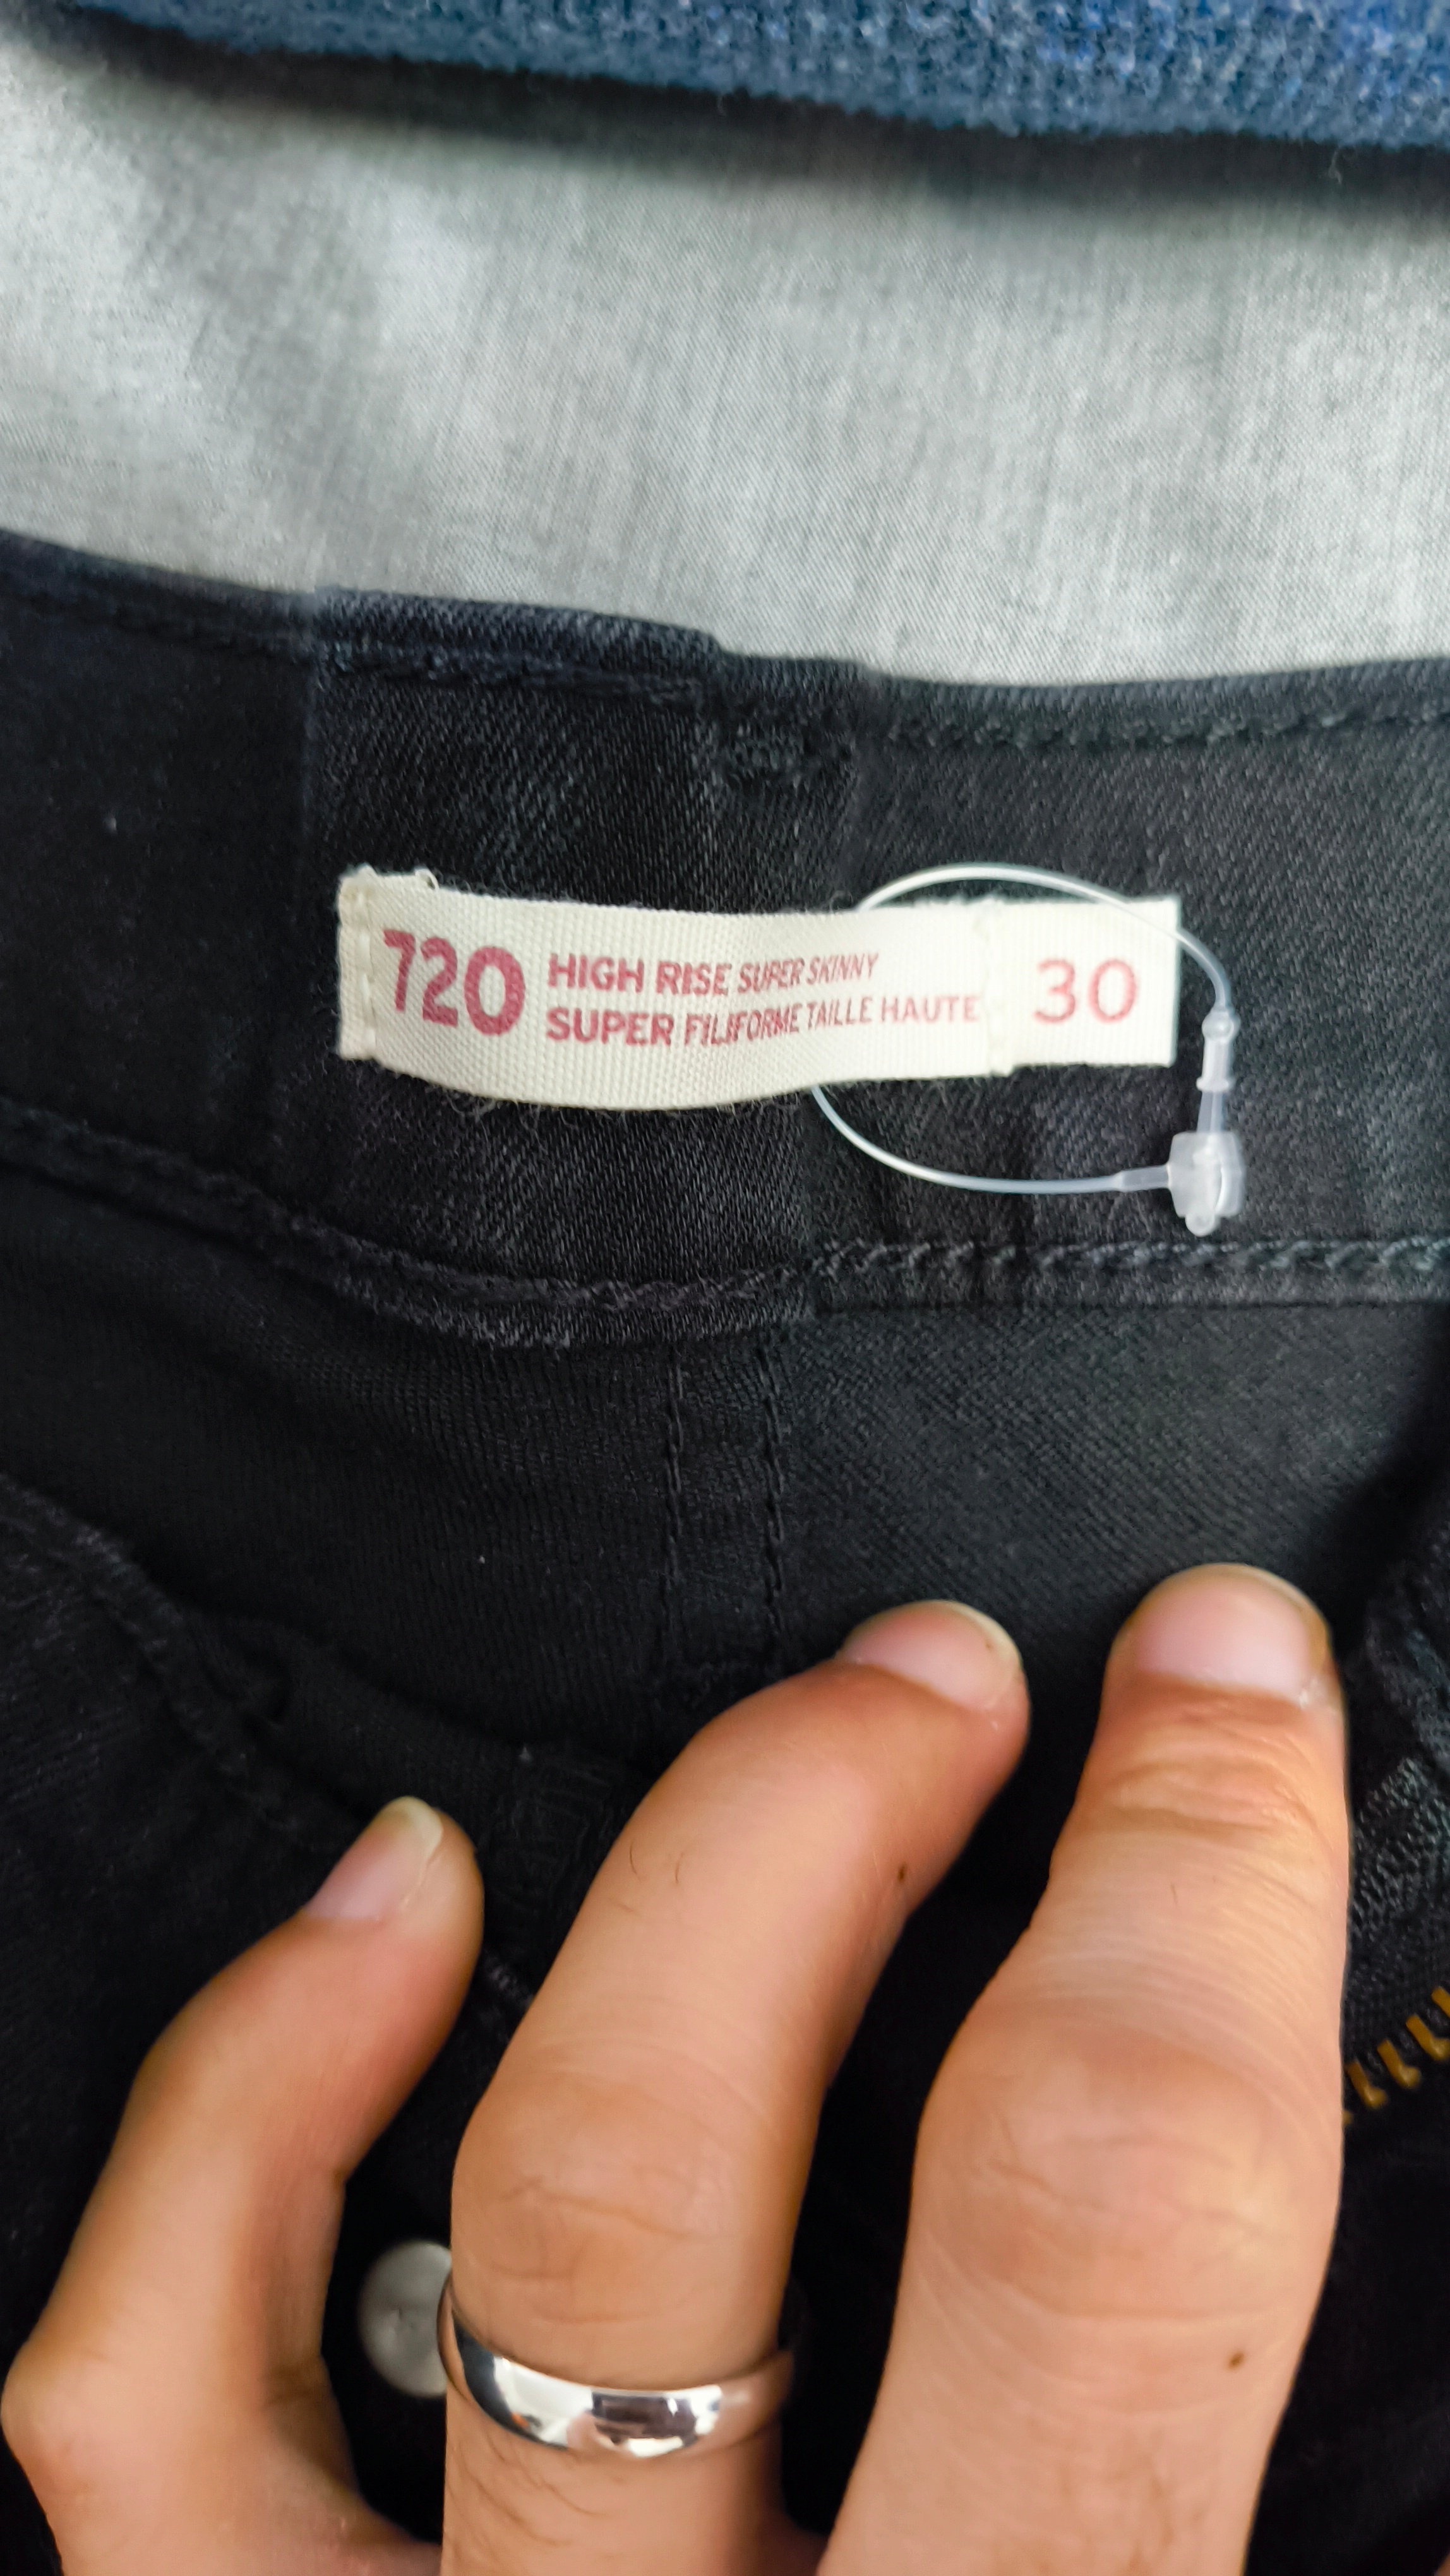 720
HIGH RISE SUPER SKINNY
SUPER FILIFORME TAILLE HAUTE
30